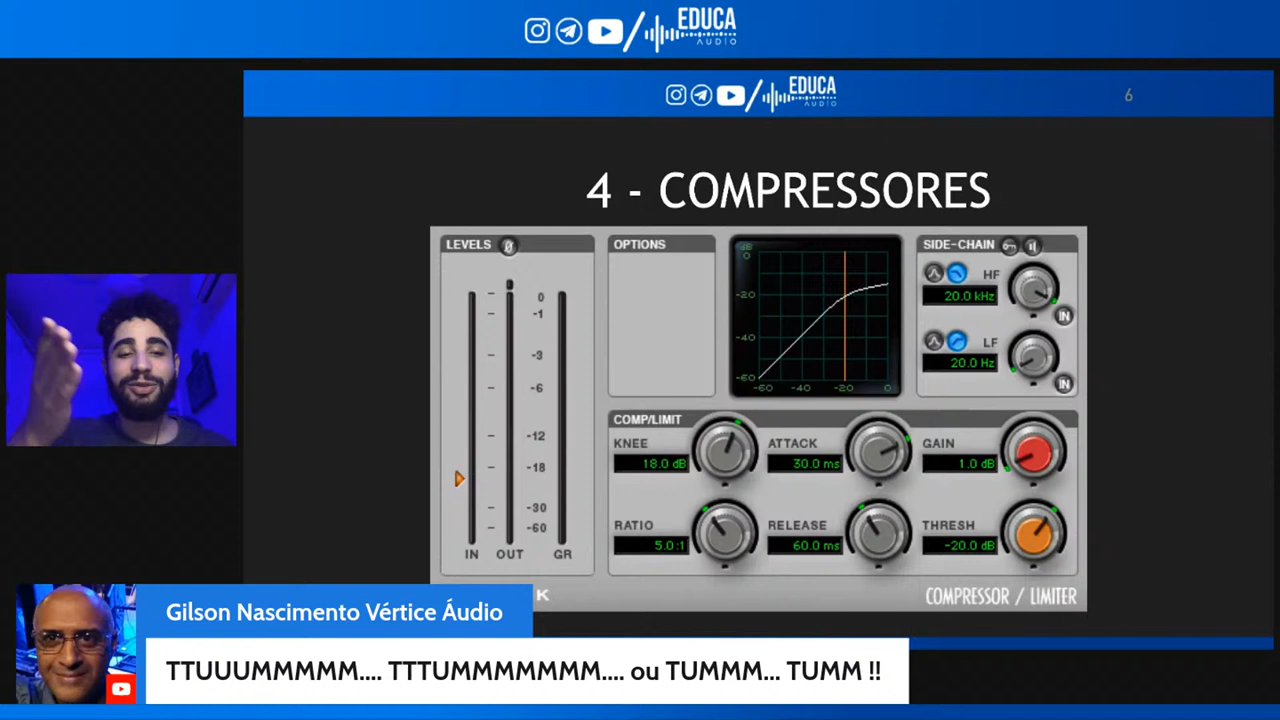 EDUCA
AUDIO
EDUCA
AUDIO
6
4 - COMPRESSORES
LEVELS
OPTIONS
SIDE-CHAIN
0
-1
-3
-6
-12
-18
-30
-60
IN OUT GR
dB
0
-20
-40
-60
-60 -40 -20 0
HF
20.0 kHz
IN
LF
20.0 Hz
IN
COMP/LIMIT
KNEE
18.0 dB
ATTACK
30.0 ms
GAIN
1.0 dB
RATIO
5.0:1
RELEASE
60.0 ms
THRESH
-20.0 dB
K
COMPRESSOR / LIMITER
Gilson Nascimento Vértice Áudio
TTUUUMMMMM.... TTTUMMMMMMM.... ou TUMMM... TUMM !!